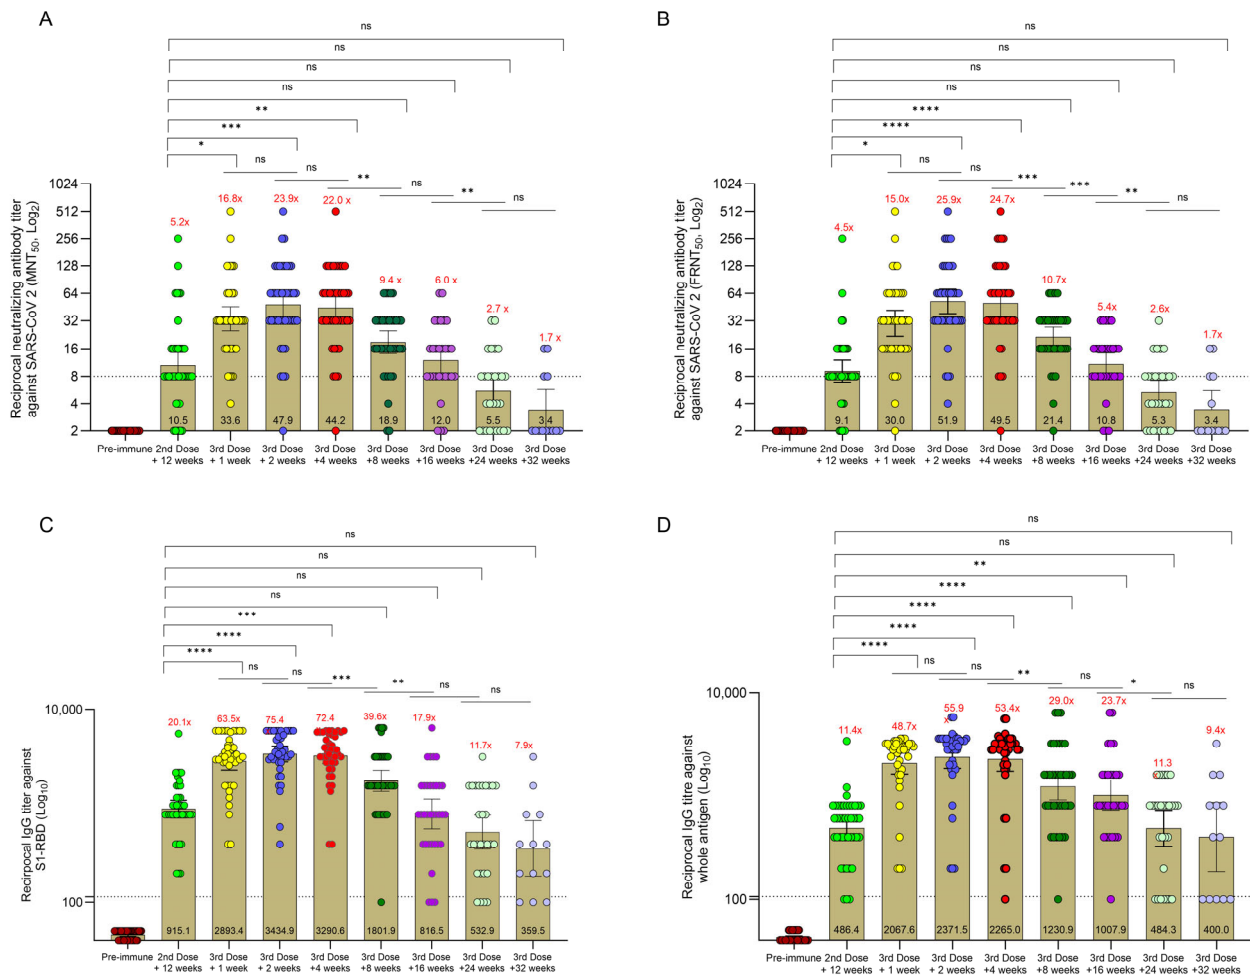 A
ns
ns
ns
ns
**
***
*
ns
ns
**
ns
**
ns
Reciprocal neutralizing antibody titer
against SARS-CoV 2 (MNT50, Log2)
1024
512
256
128
64
32
16
8
4
2
5.2x
16.8x
23.9x
22.0 x
9.4 x
6.0 x
2.7 x
1.7 x
10.5
33.6
47.9
44.2
18.9
12.0
5.5
3.4
Pre-immune
2nd Dose
+ 12 weeks
3rd Dose
+ 1 week
3rd Dose
+ 2 weeks
3rd Dose
+4 weeks
3rd Dose
+8 weeks
3rd Dose
+16 weeks
3rd Dose
+24 weeks
3rd Dose
+32 weeks
B
ns
ns
ns
****
****
*
ns
ns
ns
***
***
**
ns
Reciprocal neutralizing antibody titer
against SARS-CoV 2 (FRNT50, Log2)
1024
512
256
128
64
32
16
8
4
2
4.5x
15.0x
25.9x
24.7x
10.7x
5.4x
2.6x
1.7x
9.1
30.0
51.9
49.5
21.4
10.8
5.3
3.4
Pre-immune
2nd Dose
+ 12 weeks
3rd Dose
+ 1 week
3rd Dose
+ 2 weeks
3rd Dose
+4 weeks
3rd Dose
+8 weeks
3rd Dose
+16 weeks
3rd Dose
+24 weeks
3rd Dose
+32 weeks
C
ns
ns
ns
ns
***
****
****
ns
ns
***
**
ns
ns
Recirpocal IgG titer against
S1-RBD (Log10)
10,000
100
20.1x
63.5x
75.4
72.4
39.6x
17.9x
11.7x
7.9x
915.1
2893.4
3434.9
3290.6
1801.9
816.5
532.9
359.5
Pre-immune
2nd Dose
+ 12 weeks
3rd Dose
+ 1 week
3rd Dose
+ 2 weeks
3rd Dose
+4 weeks
3rd Dose
+8 weeks
3rd Dose
+16 weeks
3rd Dose
+24 weeks
3rd Dose
+32 weeks
D
ns
ns
**
****
****
****
****
ns
ns
**
ns
*
ns
Reciprocal IgG titre against
whole antigen (Log10)
10,000
100
11.4x
48.7x
55.9
x
53.4x
29.0x
23.7x
11.3
9.4x
486.4
2067.6
2371.5
2265.0
1230.9
1007.9
484.3
400.0
Pre-immune
2nd Dose
+ 12 weeks
3rd Dose
+ 1 week
3rd Dose
+ 2 weeks
3rd Dose
+4 weeks
3rd Dose
+8 weeks
3rd Dose
+16 weeks
3rd Dose
+24 weeks
3rd Dose
+32 weeks